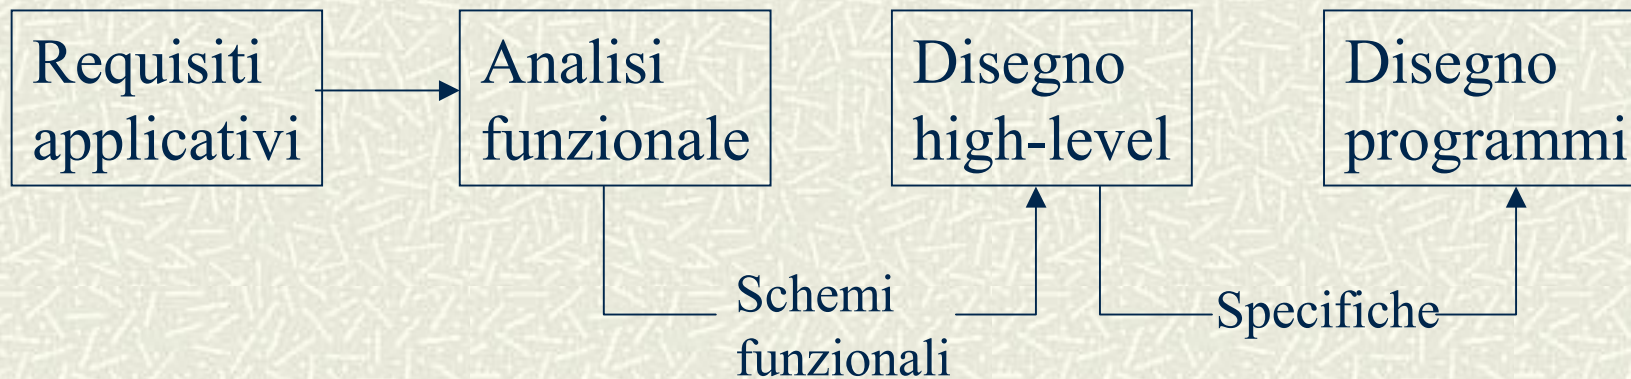 Requisiti
applicativi
Analisi
funzionale
Disegno
high-level
Disegno
programmi
Schemi
funzionali
Specifiche